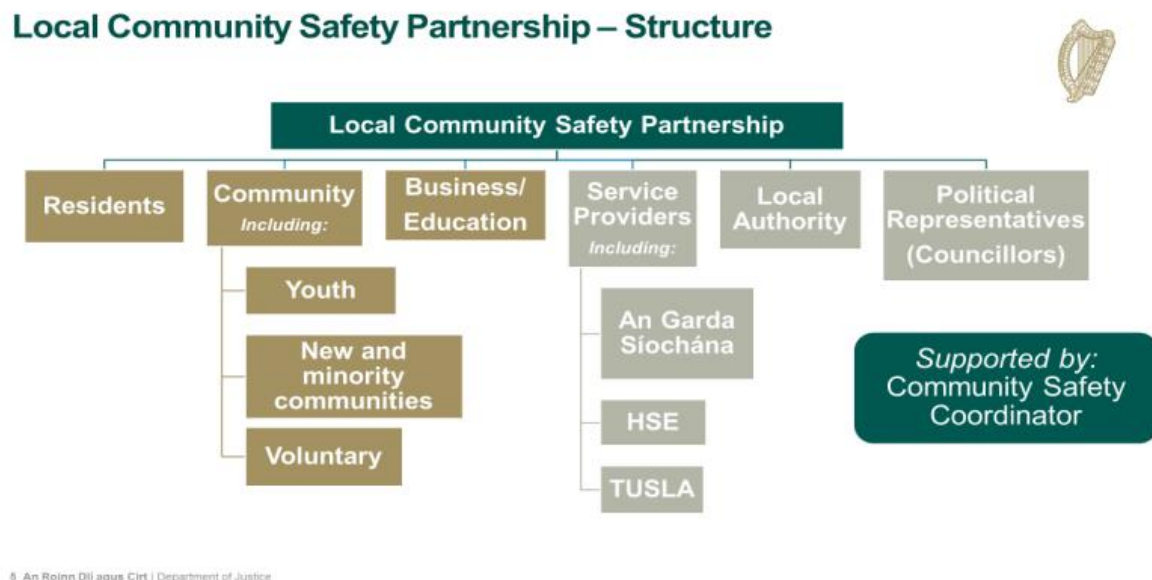 Local Community Safety Partnership – Structure
Local Community Safety Partnership
Residents
Community
Including:
Youth
New and
minority
communities
Voluntary
Business/
Education
Service
Providers
Including:
An Garda
Síochána
HSE
TUSLA
Local
Authority
Political
Representatives
(Councillors)
Supported by:
Community Safety
Coordinator
5 An Roinn Dlí agus Cirt | Department of Justice